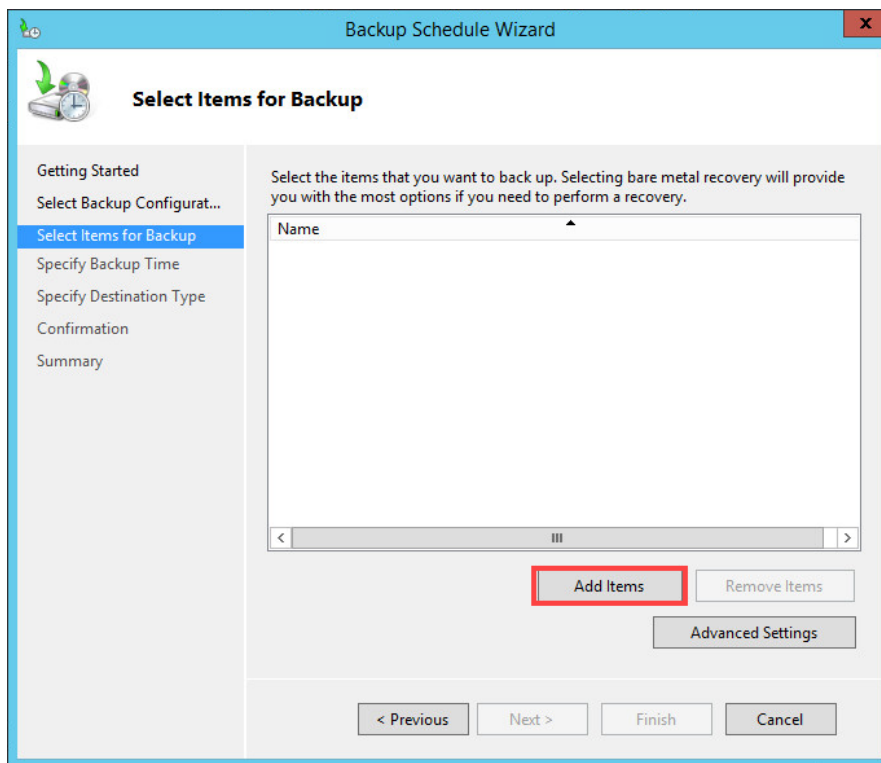 Backup Schedule Wizard
x
Select Items for Backup
Getting Started
Select Backup Configurat...
Select Items for Backup
Specify Backup Time
Specify Destination Type
Confirmation
Summary
Select the items that you want to back up. Selecting bare metal recovery will provide
you with the most options if you need to perform a recovery.
Name
Add Items
Remove Items
Advanced Settings
< Previous
Next >
Finish
Cancel